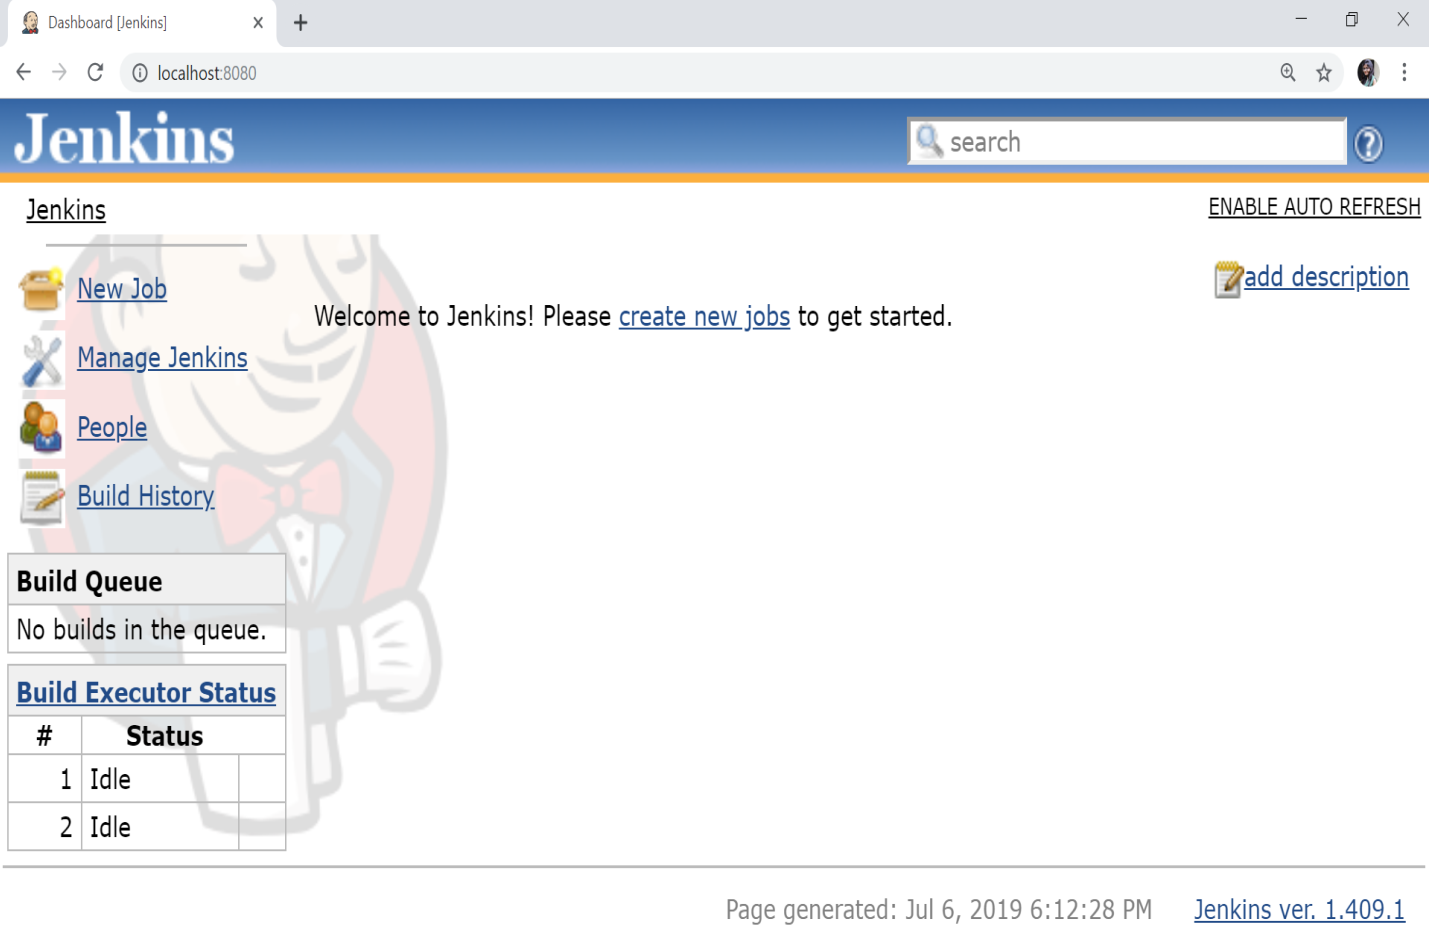 Dashboard [Jenkins]
localhost:8080
Jenkins
search
Jenkins
ENABLE AUTO REFRESH
New Job
add description
Welcome to Jenkins! Please create new jobs to get started.
Manage Jenkins
People
Build History
Build Queue
No builds in the queue.
Build Executor Status
# Status
1 Idle
2 Idle
Page generated: Jul 6, 2019 6:12:28 PM Jenkins ver. 1.409.1